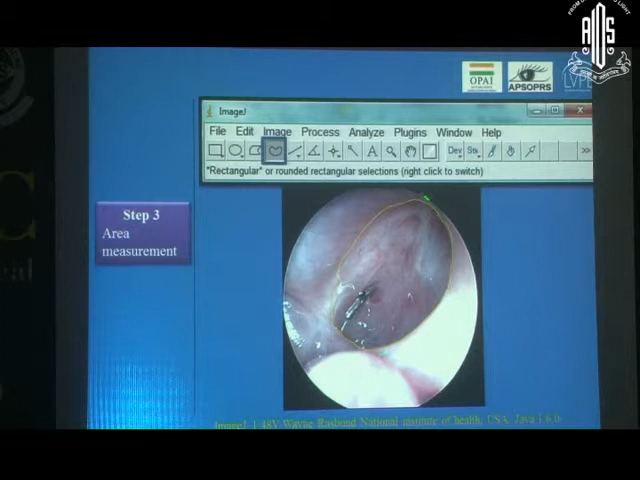 AIOS
OPAI
APSOPRS
ImageJ
File Edit Image Process Analyze Plugins Window Help
Dev Stk
*Rectangular* or rounded rectangular selections (right click to switch)
Step 3
Area
measurement
ImageJ 1.48V Wayne Rasbond National institute of health, USA, Java 1.6.0